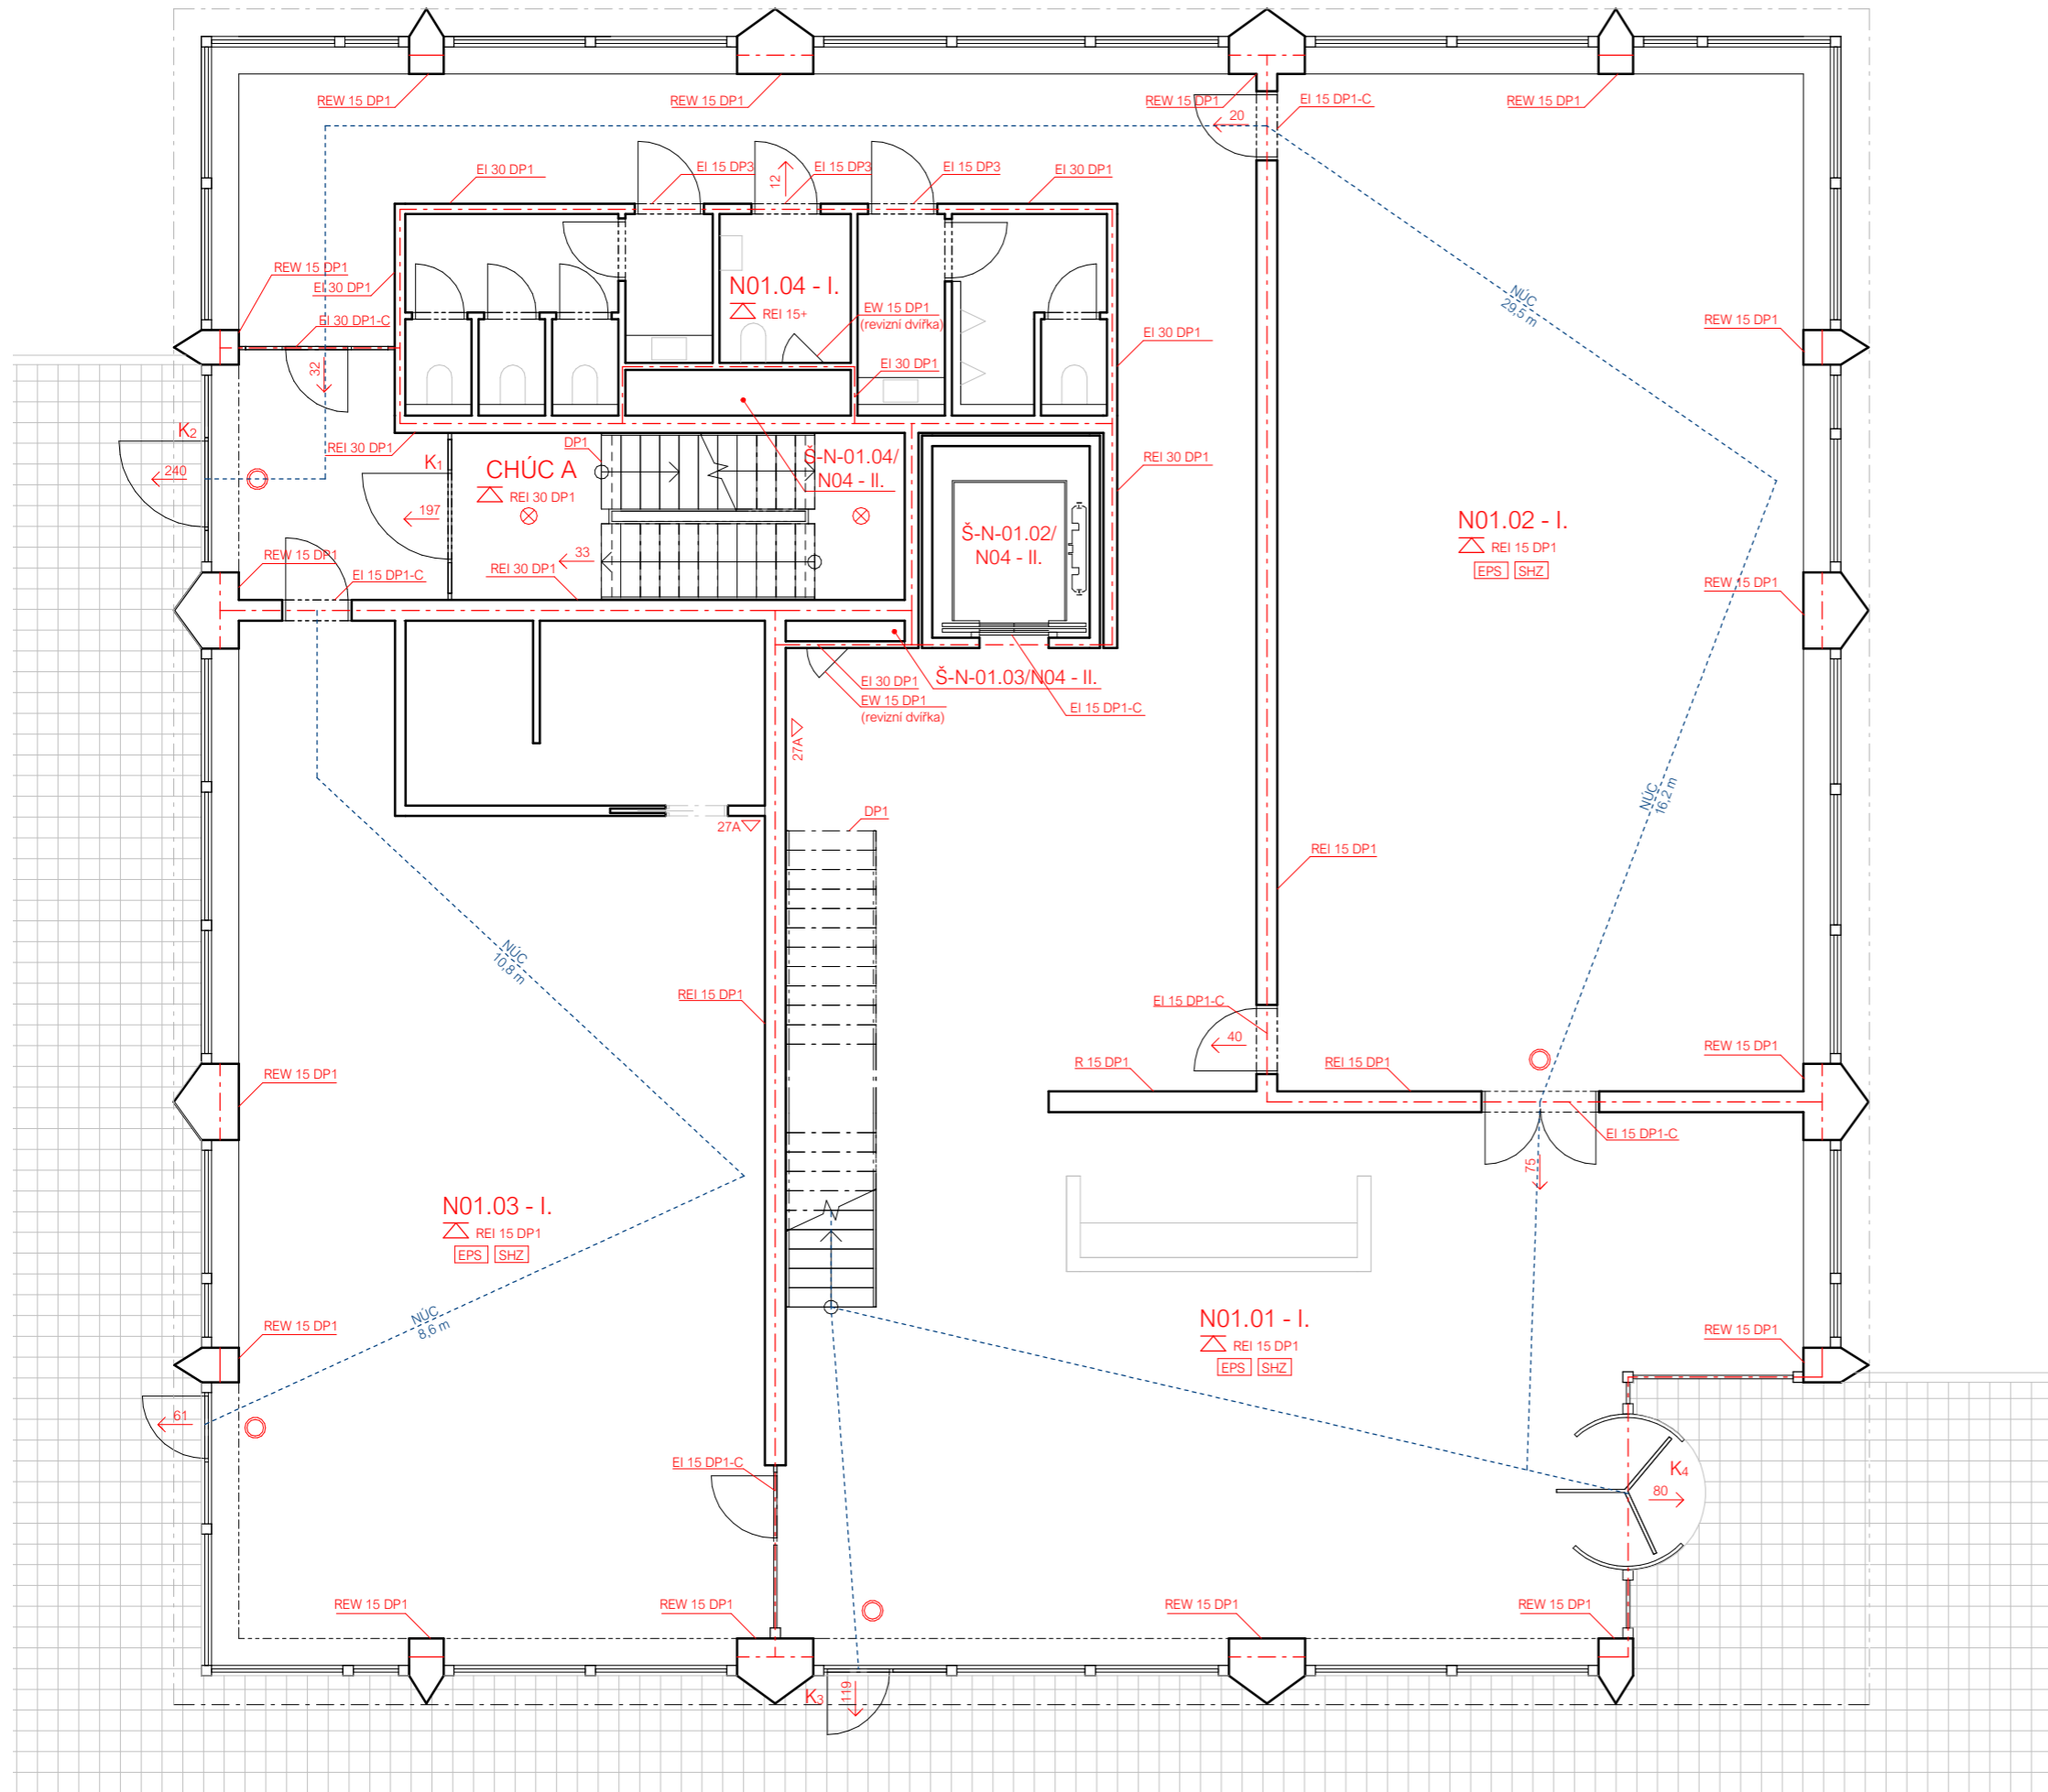 REW 15 DP1
REW 15 DP1
REW 15 DP1
EI 15 DP1-C
REW 15 DP1
20
EI 30 DP1
EI 15 DP3
12
EI 15 DP3
EI 15 DP3
EI 30 DP1
REW 15 DP1
EI 30 DP1
EI 30 DP1-C
32
N01.04 - I.
REI 15+
EW 15 DP1
(revizní dvířka)
EI 30 DP1
EI 30 DP1
NÚC
29,5 m
REW 15 DP1
K2
240
REI 30 DP1
K1
197
CHÚC A
REI 30 DP1
DP1
33
REI 30 DP1
Š-N-01.04/
N04 - II.
Š-N-01.02/
N04 - II.
REI 30 DP1
N01.02 - I.
REI 15 DP1
EPS
SHZ
REW 15 DP1
REW 15 DP1
EI 15 DP1-C
Š-N-01.03/N04 - II.
EI 30 DP1
EW 15 DP1
(revizní dvířka)
EI 15 DP1-C
27A
27A
DP1
NÚC
16,2 m
REI 15 DP1
NÚC
10,8 m
REI 15 DP1
EI 15 DP1-C
40
R 15 DP1
REI 15 DP1
REW 15 DP1
REW 15 DP1
EI 15 DP1-C
75
N01.03 - I.
REI 15 DP1
EPS
SHZ
NÚC
8,6 m
REW 15 DP1
N01.01 - I.
REI 15 DP1
EPS
SHZ
REW 15 DP1
61
EI 15 DP1-C
K4
80
REW 15 DP1
REW 15 DP1
REW 15 DP1
REW 15 DP1
K3
119